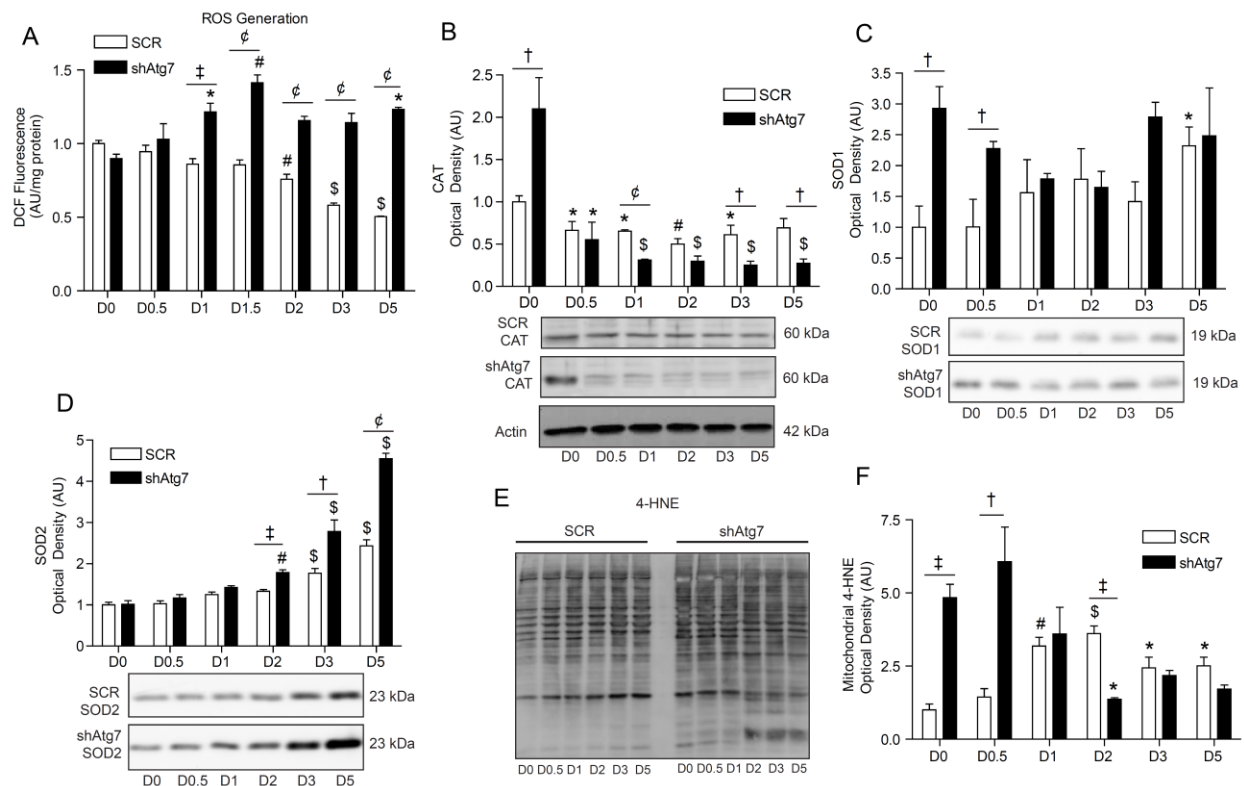 A
ROS Generation
SCR
shAtg7
DCF Fluorescence
(AU/mg protein)
1.5
1.0
0.5
0.0
‡
*
¢
#
¢
#
¢
$
¢
*
$
D0 D0.5 D1 D1.5 D2 D3 D5
B
CAT
Optical Density (AU)
2.5
2.0
1.5
1.0
0.5
0.0
SCR
shAtg7
†
* *
¢
* $
# $
†
* $
†
$
D0 D0.5 D1 D2 D3 D5
SCR
CAT
60 kDa
shAtg7
CAT
60 kDa
Actin
42 kDa
D0 D0.5 D1 D2 D3 D5
C
SOD1
Optical Density (AU)
3.5
3.0
2.5
2.0
1.5
1.0
0.5
0.0
SCR
shAtg7
†
†
*
D0 D0.5 D1 D2 D3 D5
SCR
SOD1
19 kDa
shAtg7
SOD1
19 kDa
D0 D0.5 D1 D2 D3 D5
D
SOD2
Optical Density (AU)
5
4
3
2
1
0
SCR
shAtg7
‡
#
†
$ $
¢
$ $
D0 D0.5 D1 D2 D3 D5
SCR
SOD2
23 kDa
shAtg7
SOD2
23 kDa
D0 D0.5 D1 D2 D3 D5
E
4-HNE
SCR
shAtg7
D0 D0.5 D1 D2 D3 D5
D0 D0.5 D1 D2 D3 D5
F
Mitochondrial 4-HNE
Optical Density (AU)
7.5
5.0
2.5
0.0
SCR
shAtg7
‡
†
#
‡
$ *
*
*
D0 D0.5 D1 D2 D3 D5